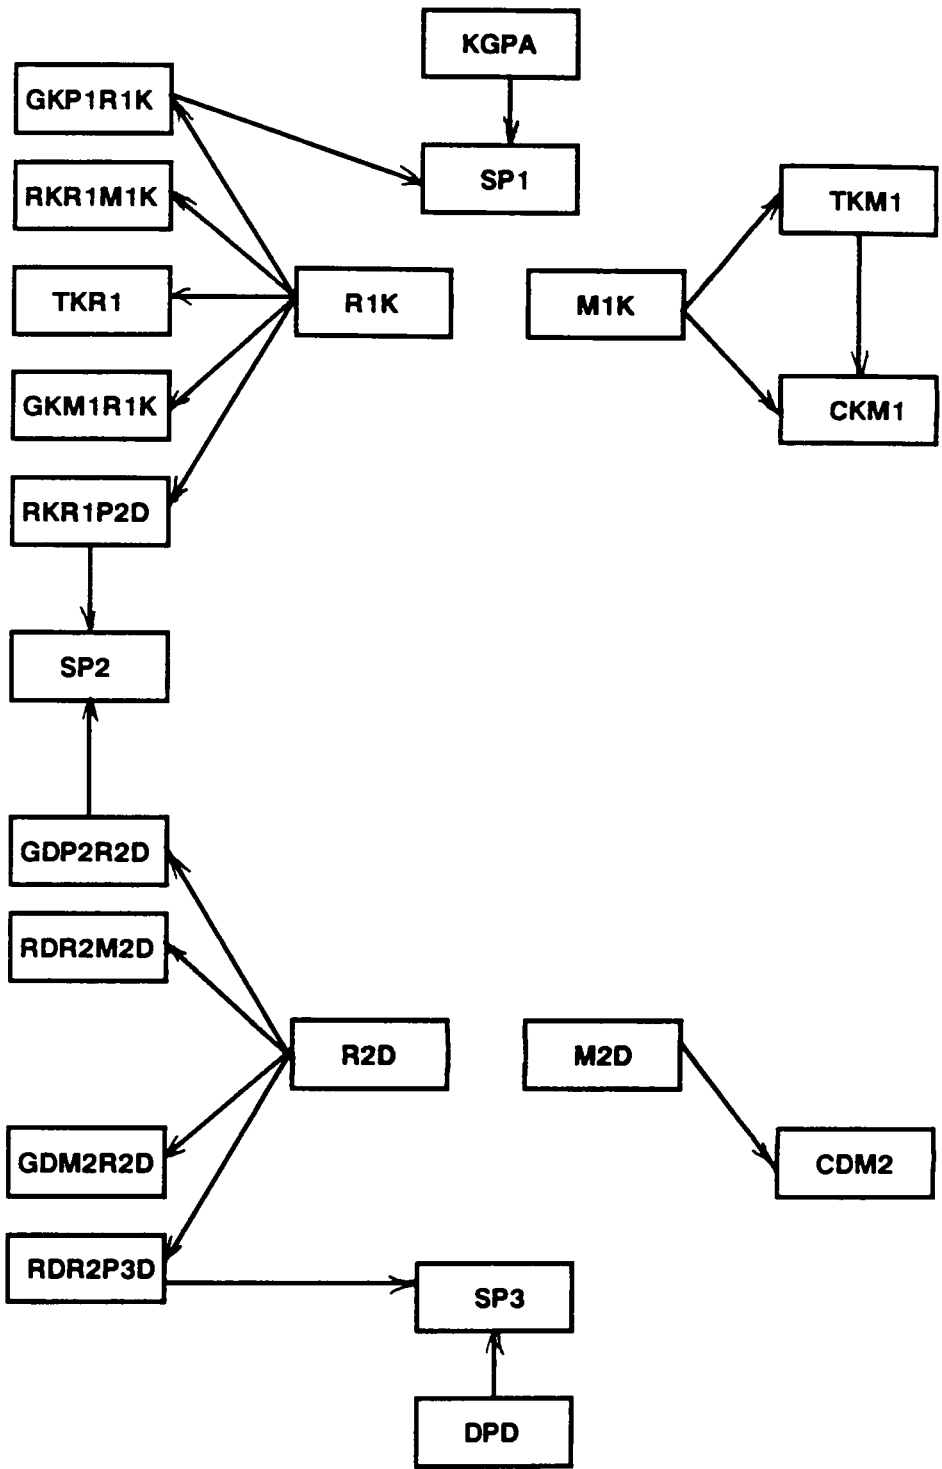 KGPA
GKP1R1K
SP1
RKR1M1K
TKM1
TKR1
R1K
M1K
GKM1R1K
CKM1
RKR1P2D
SP2
GDP2R2D
RDR2M2D
R2D
M2D
GDM2R2D
CDM2
RDR2P3D
SP3
DPD